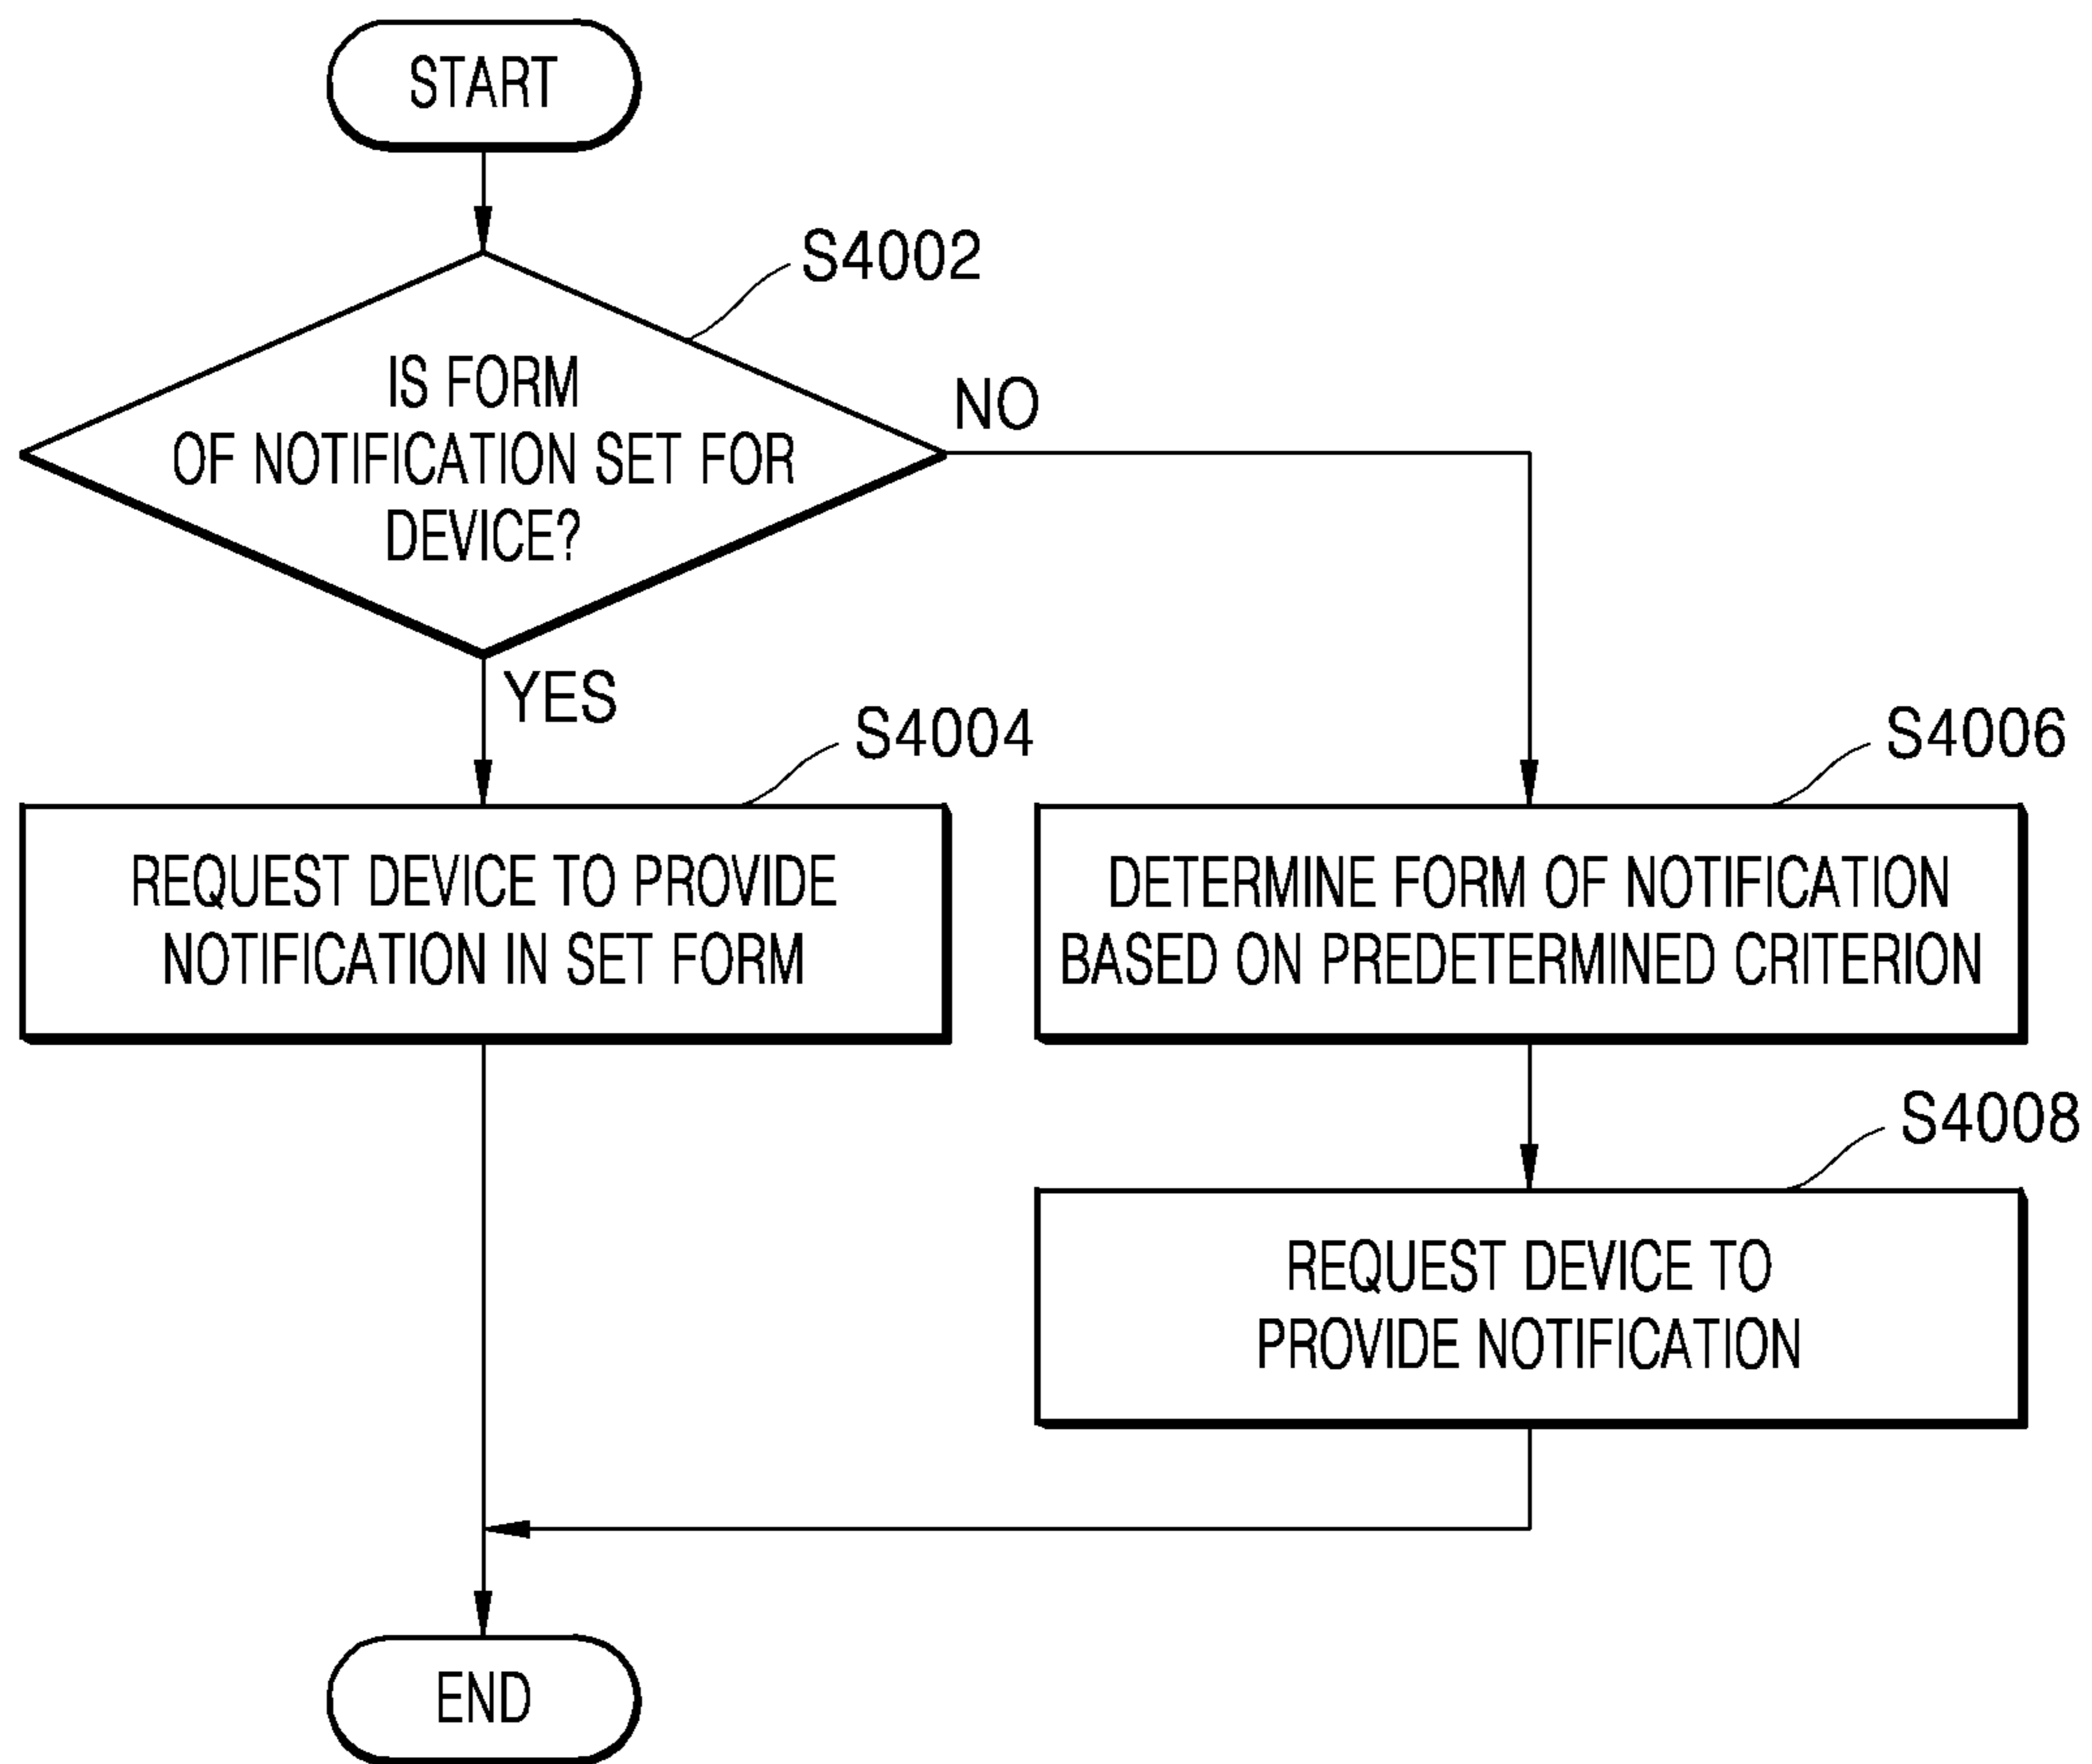 START
S4002
IS FORM
OF NOTIFICATION SET FOR
DEVICE?
NO
YES
S4004
REQUEST DEVICE TO PROVIDE
NOTIFICATION IN SET FORM
S4006
DETERMINE FORM OF NOTIFICATION
BASED ON PREDETERMINED CRITERION
S4008
REQUEST DEVICE TO
PROVIDE NOTIFICATION
END